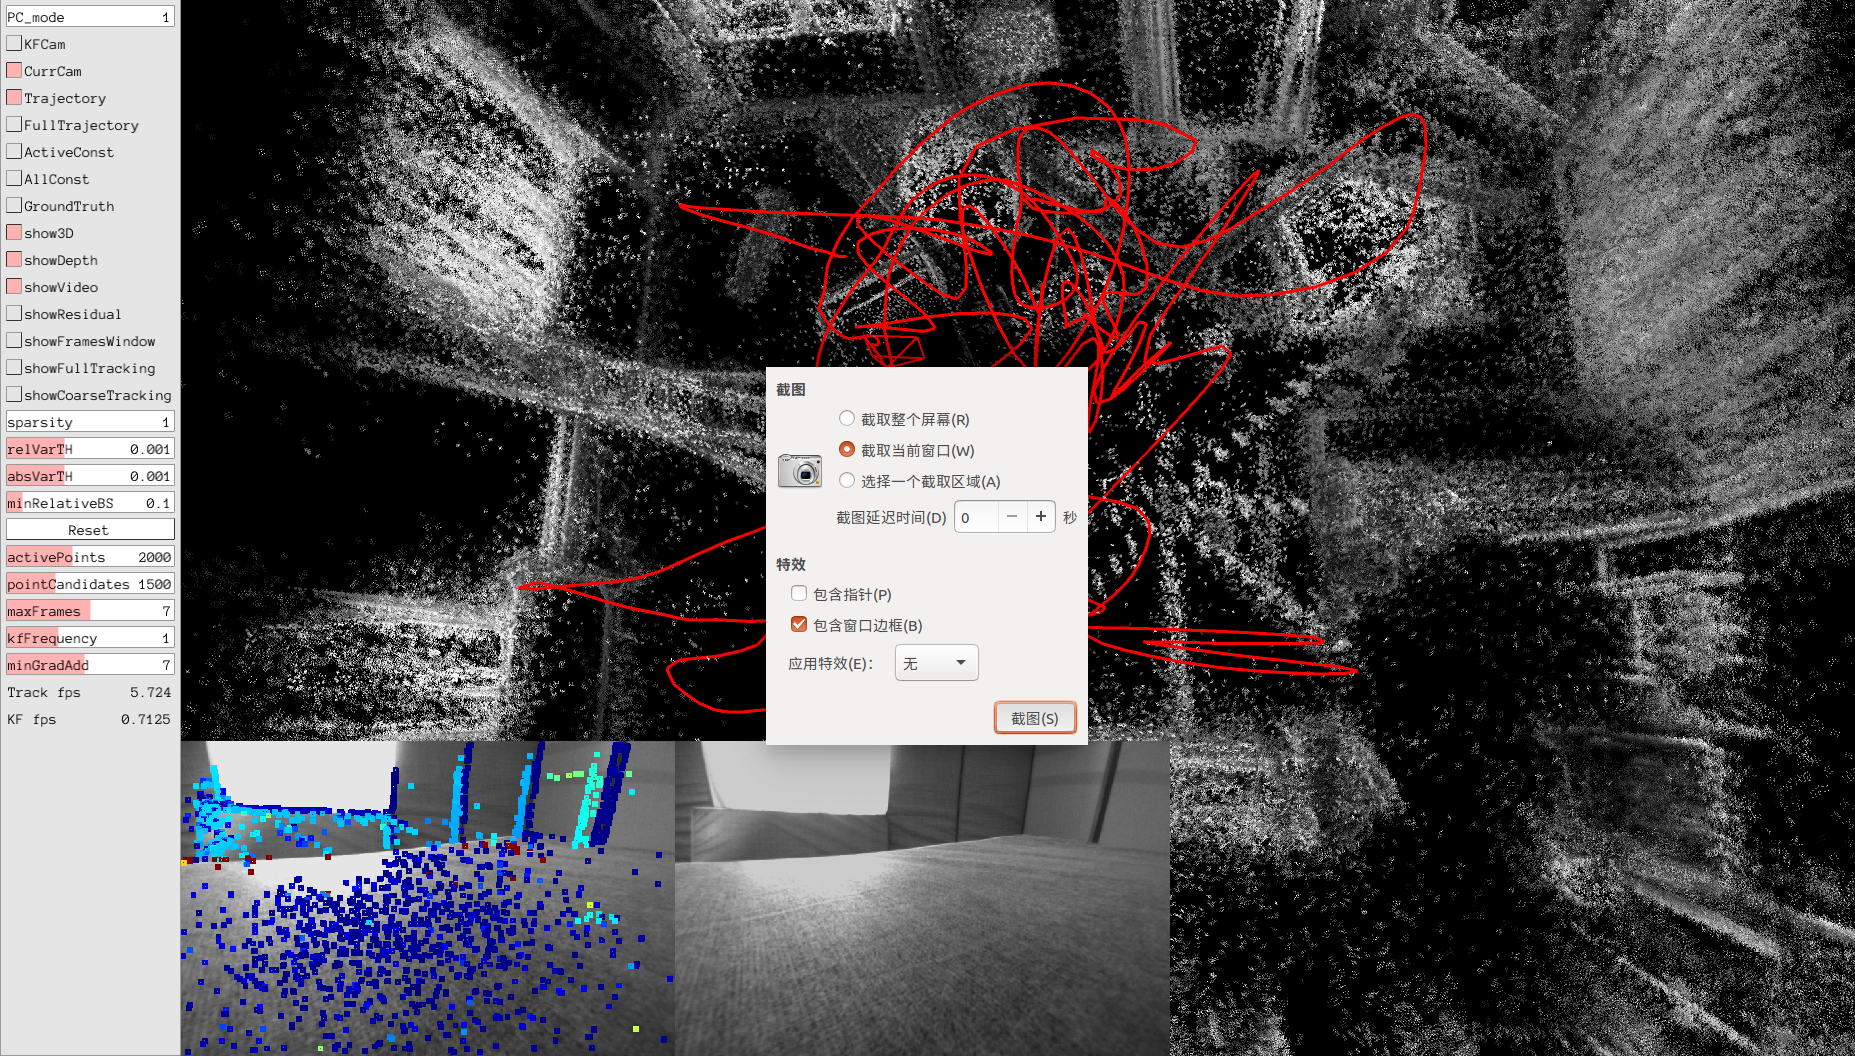 PC_mode 1
KFCam
CurrCam
Trajectory
FullTrajectory
ActiveConst
AllConst
GroundTruth
show3D
showDepth
showVideo
showResidual
showFramesWindow
showFullTracking
showCoarseTracking
sparsity 1
relVarTH 0.001
absVarTH 0.001
minRelativeBS 0.1
Reset
activePoints 2000
pointCandidates 1500
maxFrames 7
kfFrequency 1
minGradAdd 7
Track fps 5.724
KF fps 0.7125
截图
截取整个屏幕(R)
截取当前窗口(W)
选择一个截取区域(A)
截图延迟时间(D) 0 − + 秒
特效
包含指针(P)
包含窗口边框(B)
应用特效(E): 无
截图(S)